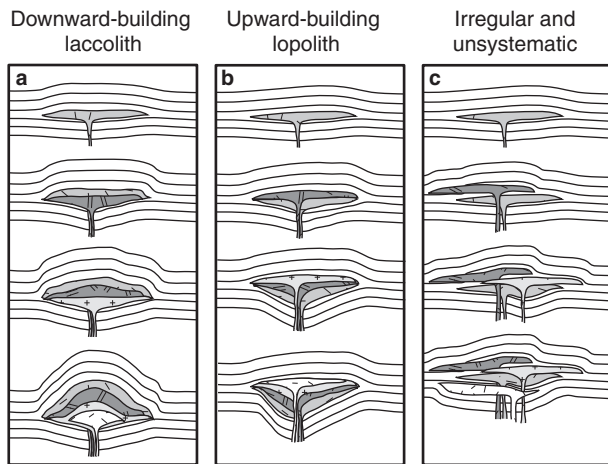 Downward-building
laccolith
Upward-building
lopolith
Irregular and
unsystematic
a
b
c